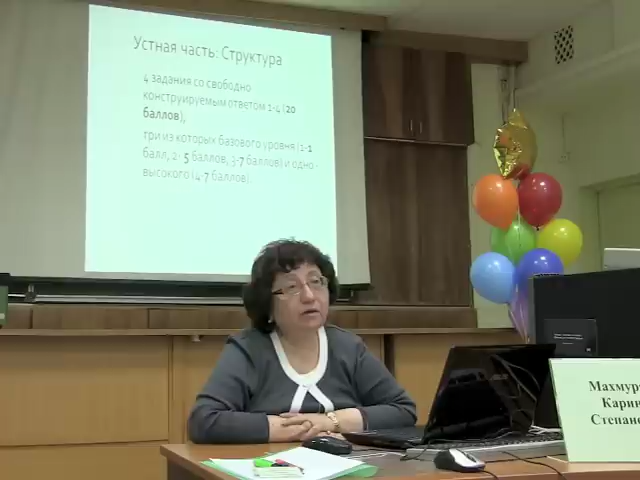 Устная часть: Структура
4 задания со свободно
конструируемым ответом 1-4 (20
баллов),
три из которых базового уровня (1-1
балл, 2- 5 баллов, 3-7 баллов) и одно -
высокого (4-7 баллов).
Махмур
Карин
Степано